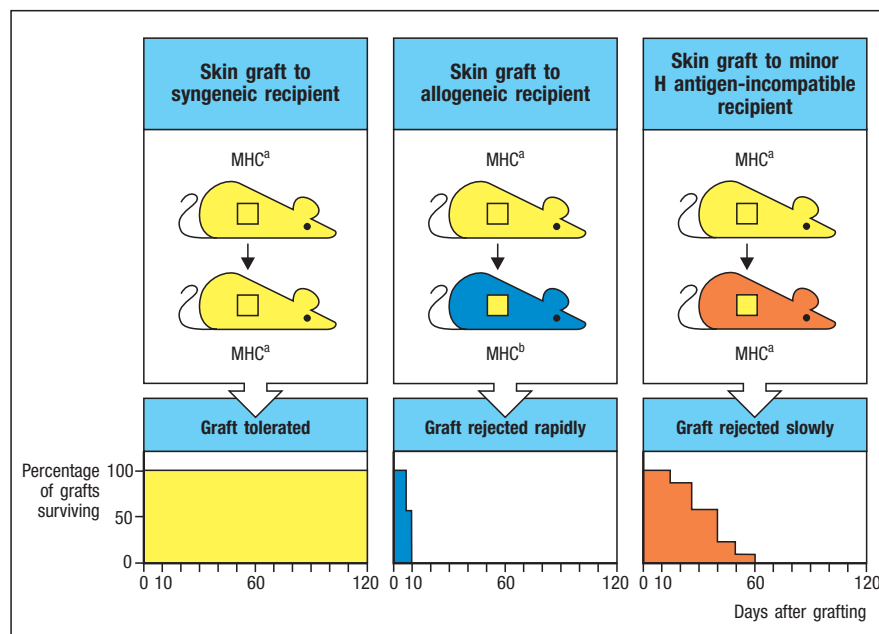 Skin graft to
syngeneic recipient
MHCa
MHCa
Graft tolerated
Skin graft to
allogeneic recipient
MHCa
MHCb
Graft rejected rapidly
Skin graft to minor
H antigen-incompatible
recipient
MHCa
MHCa
Graft rejected slowly
Percentage
of grafts
surviving
100
50
0
0 10 60 120
0 10 60 120
0 10 60 120
Days after grafting